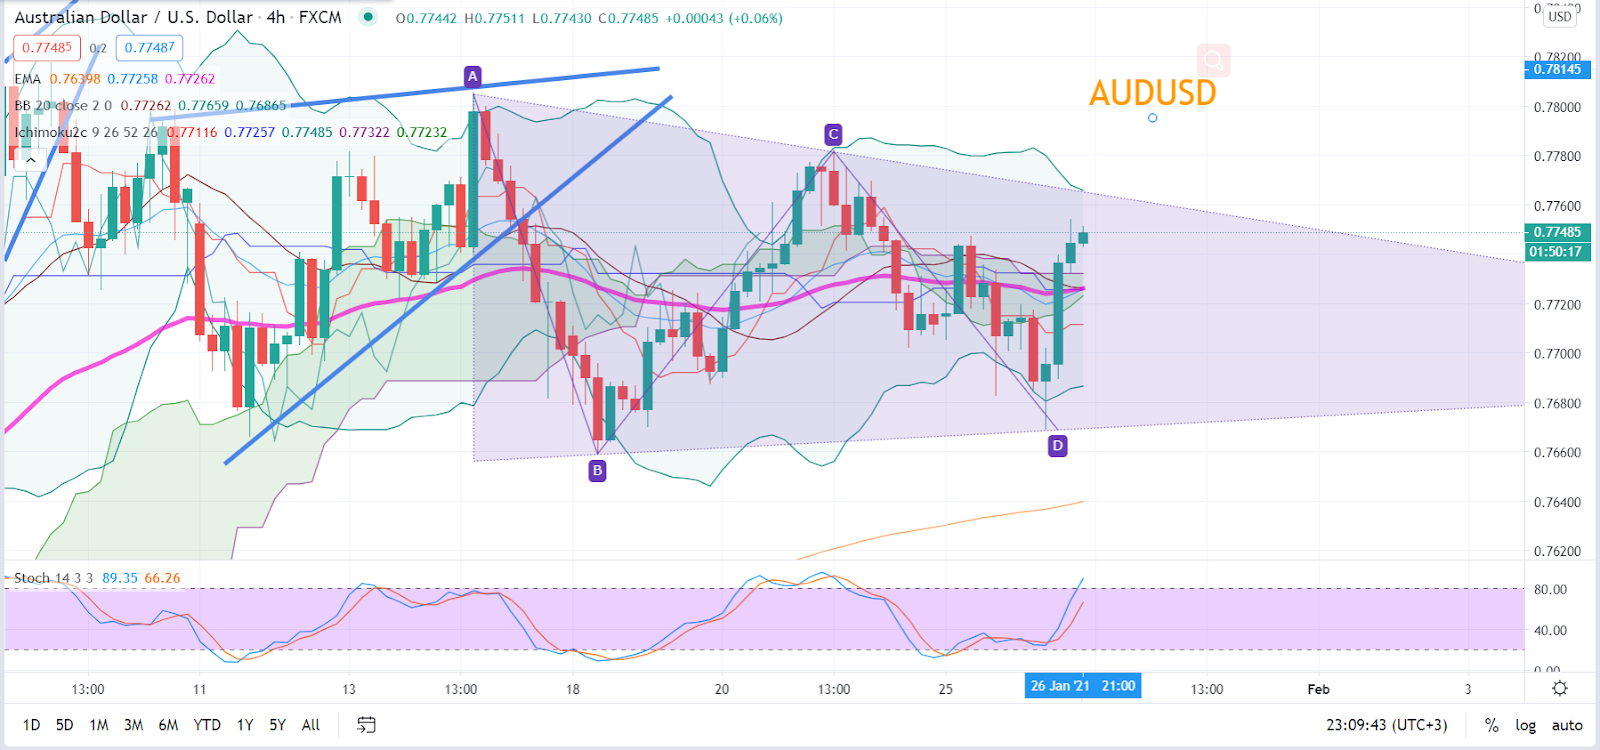 Australian Dollar / U.S. Dollar · 4h · FXCM O0.77442 H0.77511 L0.77430 C0.77485 +0.00043 (+0.06%)
0.77485 0.2 0.77487
EMA 0.76398 0.77258 0.77262
BB 20 close 2 0 0.77262 0.77659 0.76865
Ichimoku2c 9 26 52 26 0.77116 0.77257 0.77485 0.77322 0.77232
AUDUSD
A
C
B
D
USD
0.78200
0.78145
0.78000
0.77800
0.77600
0.77485
01:50:17
0.77200
0.77000
0.76800
0.76600
0.76400
0.76200
Stoch 14 3 3 89.35 66.26
80.00
40.00
0.00
13:00 11 13 13:00 18 20 13:00 25 26 Jan '21 21:00 13:00 Feb 3
1D 5D 1M 3M 6M YTD 1Y 5Y All 23:09:43 (UTC+3) % log auto